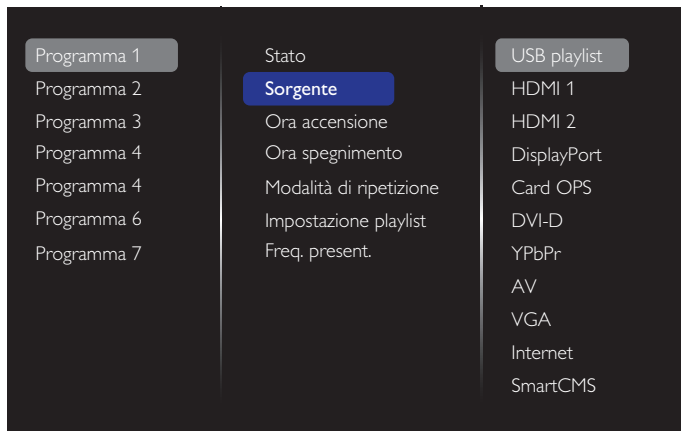 Programma 1
Programma 2
Programma 3
Programma 4
Programma 4
Programma 6
Programma 7
Stato
Sorgente
Ora accensione
Ora spegnimento
Modalità di ripetizione
Impostazione playlist
Freq. present.
USB playlist
HDMI 1
HDMI 2
DisplayPort
Card OPS
DVI-D
YPbPr
AV
VGA
Internet
SmartCMS